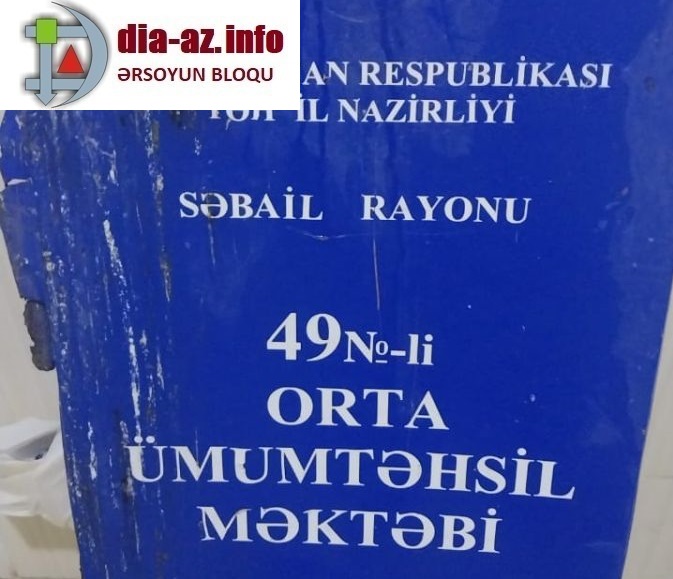 dia-az.info
ƏRSOYUN BLOQU
AN RESPUBLİKASI
NAZİRLİYİ
SƏBAİL RAYONU
49№-li
ORTA
ÜMUMTƏHSİL
MƏKTƏBİ